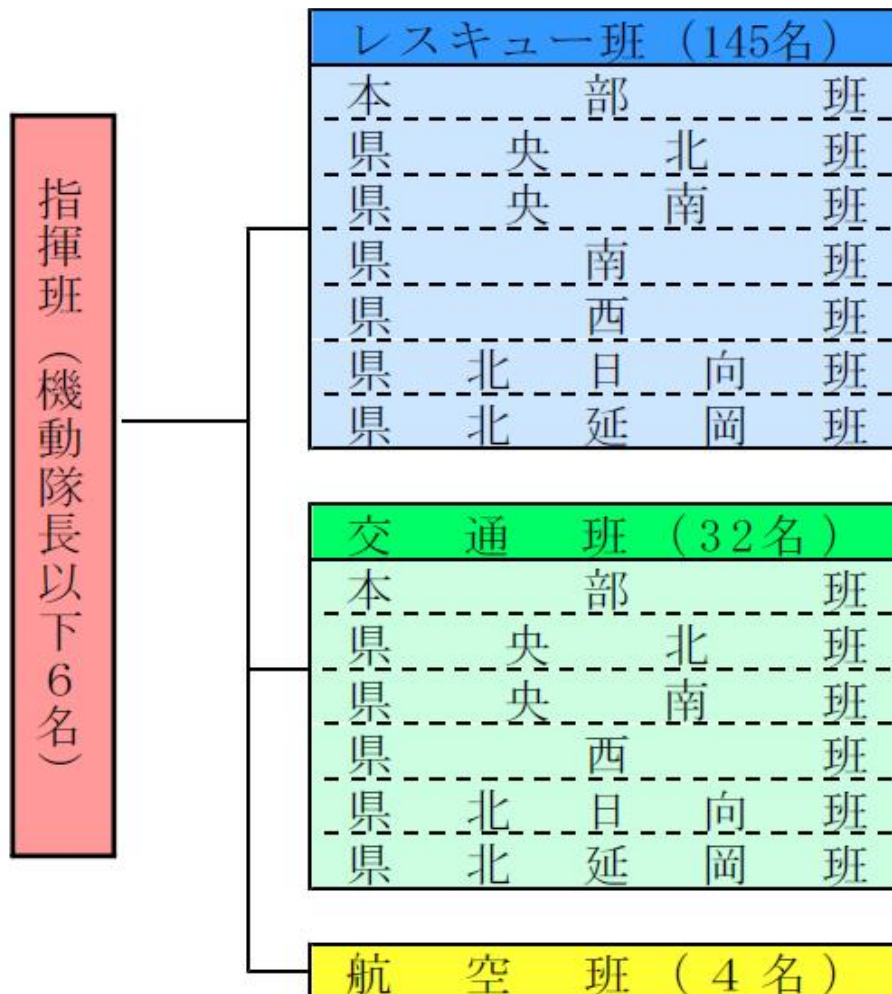 指揮班（機動隊長以下6名）
レスキュー班（145名）
本部班
県央北班
県央南班
県南班
県西班
県北日向班
県北延岡班
交通班（32名）
本部班
県央北班
県央南班
県西班
県北日向班
県北延岡班
航空班（4名）